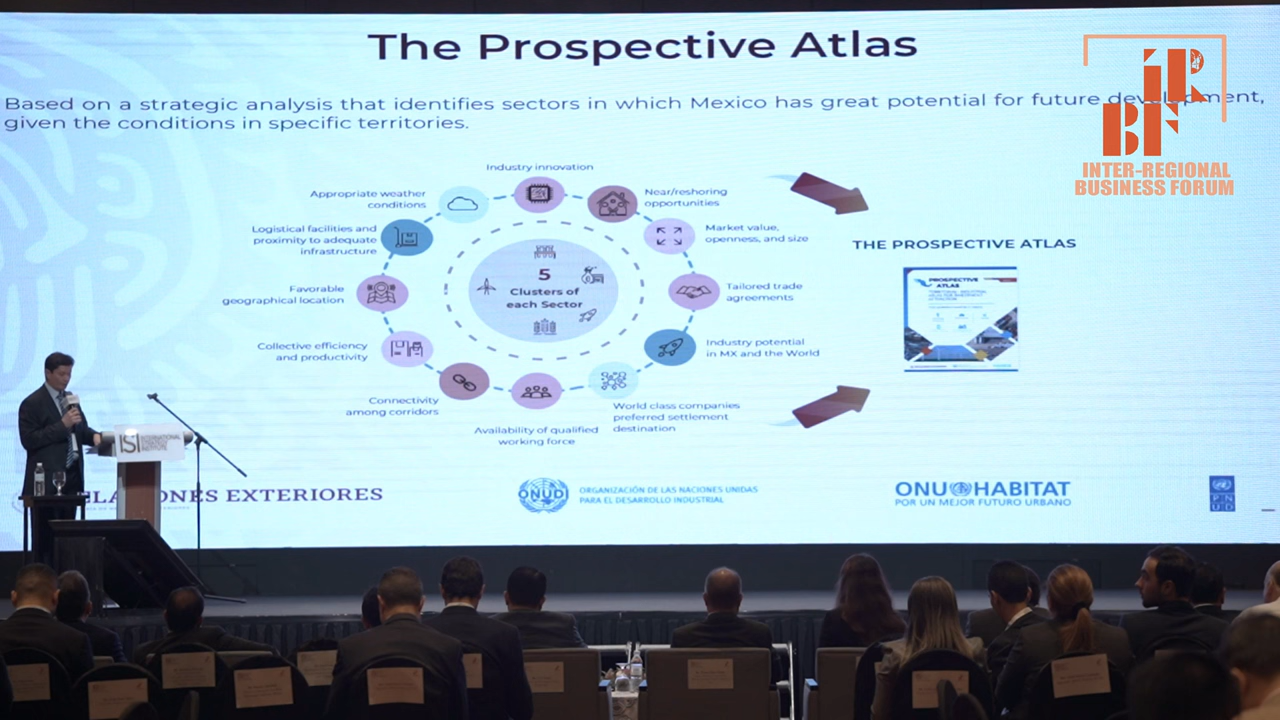 The Prospective Atlas
Based on a strategic analysis that identifies sectors in which Mexico has great potential for future development,
given the conditions in specific territories.
IR
BF
INTER-REGIONAL
BUSINESS FORUM
Industry innovation
Near/reshoring
opportunities
Market value,
openness, and size
Tailored trade
agreements
Industry potential
in MX and the World
World class companies
preferred settlement
destination
Availability of qualified
working force
Connectivity
among corridors
Collective efficiency
and productivity
Favorable
geographical location
Logistical facilities and
proximity to adequate
infrastructure
Appropriate weather
conditions
5
Clusters of
each Sector
THE PROSPECTIVE ATLAS
PROSPECTIVE
ATLAS
ISI INTERNATIONAL
INSTITUTE
EXTERIORES
ONUDI
ORGANIZACIÓN DE LAS NACIONES UNIDAS
PARA EL DESARROLLO INDUSTRIAL
ONU HABITAT
POR UN MEJOR FUTURO URBANO
PNUD